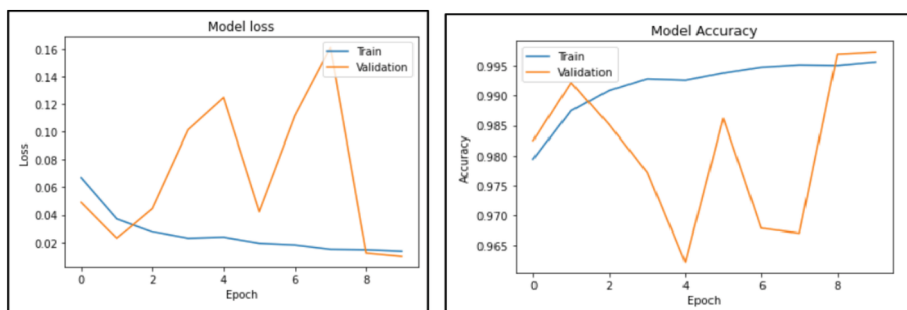 Model loss
Train
Validation
0.16
0.14
0.12
0.10
0.08
0.06
0.04
0.02
Loss
0
2
4
6
8
Epoch
Model Accuracy
Train
Validation
0.995
0.990
0.985
0.980
0.975
0.970
0.965
Accuracy
0
2
4
6
8
Epoch